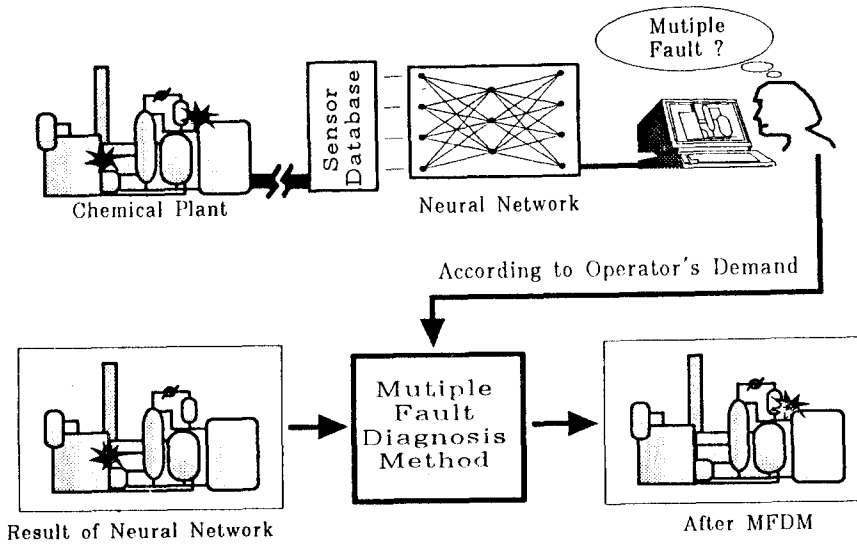 Mutiple
Fault ?
Sensor
Database
Chemical Plant
Neural Network
According to Operator's Demand
Mutiple
Fault
Diagnosis
Method
Result of Neural Network
After MFDM